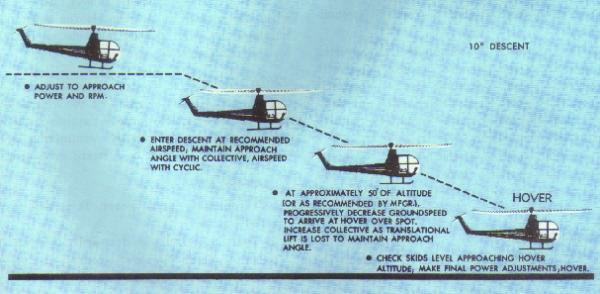 10° DESCENT
• ADJUST TO APPROACH
POWER AND RPM.
• ENTER DESCENT AT RECOMMENDED
AIRSPEED, MAINTAIN APPROACH
ANGLE WITH COLLECTIVE, AIRSPEED
WITH CYCLIC.
• AT APPROXIMATELY 50' OF ALTITUDE
(OR AS RECOMMENDED BY MFGR.),
PROGRESSIVELY DECREASE GROUNDSPEED
TO ARRIVE AT HOVER OVER SPOT.
INCREASE COLLECTIVE AS TRANSLATIONAL
LIFT IS LOST TO MAINTAIN APPROACH
ANGLE.
HOVER
• CHECK SKIDS LEVEL APPROACHING HOVER
ALTITUDE; MAKE FINAL POWER ADJUSTMENTS, HOVER.